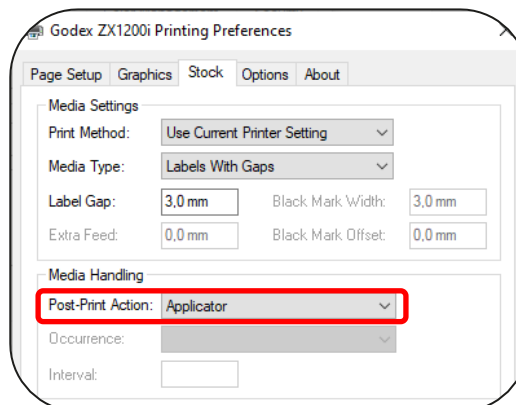 Godex ZX1200i Printing Preferences
Page Setup Graphics Stock Options About
Media Settings
Print Method: Use Current Printer Setting
Media Type: Labels With Gaps
Label Gap: 3,0 mm Black Mark Width: 3,0 mm
Extra Feed: 0,0 mm Black Mark Offset: 0,0 mm
Media Handling
Post-Print Action: Applicator
Occurrence:
Interval: